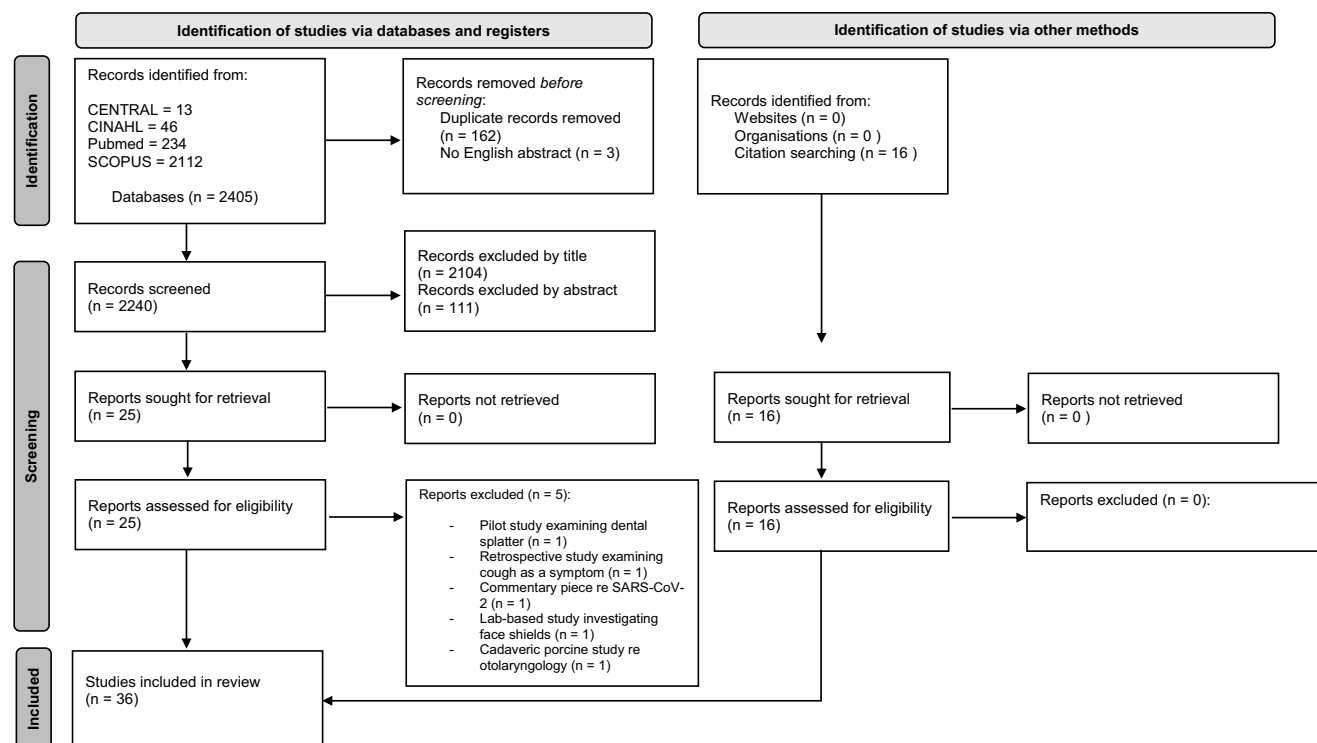 Identification of studies via databases and registers
Identification of studies via other methods
Identification
Records identified from:
CENTRAL = 13
CINAHL = 46
Pubmed = 234
SCOPUS = 2112
Databases (n = 2405)
Records removed before
screening:
Duplicate records removed
(n = 162)
No English abstract (n = 3)
Records identified from:
Websites (n = 0)
Organisations (n = 0 )
Citation searching (n = 16 )
Screening
Records screened
(n = 2240)
Records excluded by title
(n = 2104)
Records excluded by abstract
(n = 111)
Reports sought for retrieval
(n = 25)
Reports not retrieved
(n = 0)
Reports sought for retrieval
(n = 16)
Reports not retrieved
(n = 0 )
Reports assessed for eligibility
(n = 25)
Reports excluded (n = 5):
- Pilot study examining dental
splatter (n = 1)
- Retrospective study examining
cough as a symptom (n = 1)
- Commentary piece re SARS-CoV-
2 (n = 1)
- Lab-based study investigating
face shields (n = 1)
- Cadaveric porcine study re
otolaryngology (n = 1)
Reports assessed for eligibility
(n = 16)
Reports excluded (n = 0):
Included
Studies included in review
(n = 36)